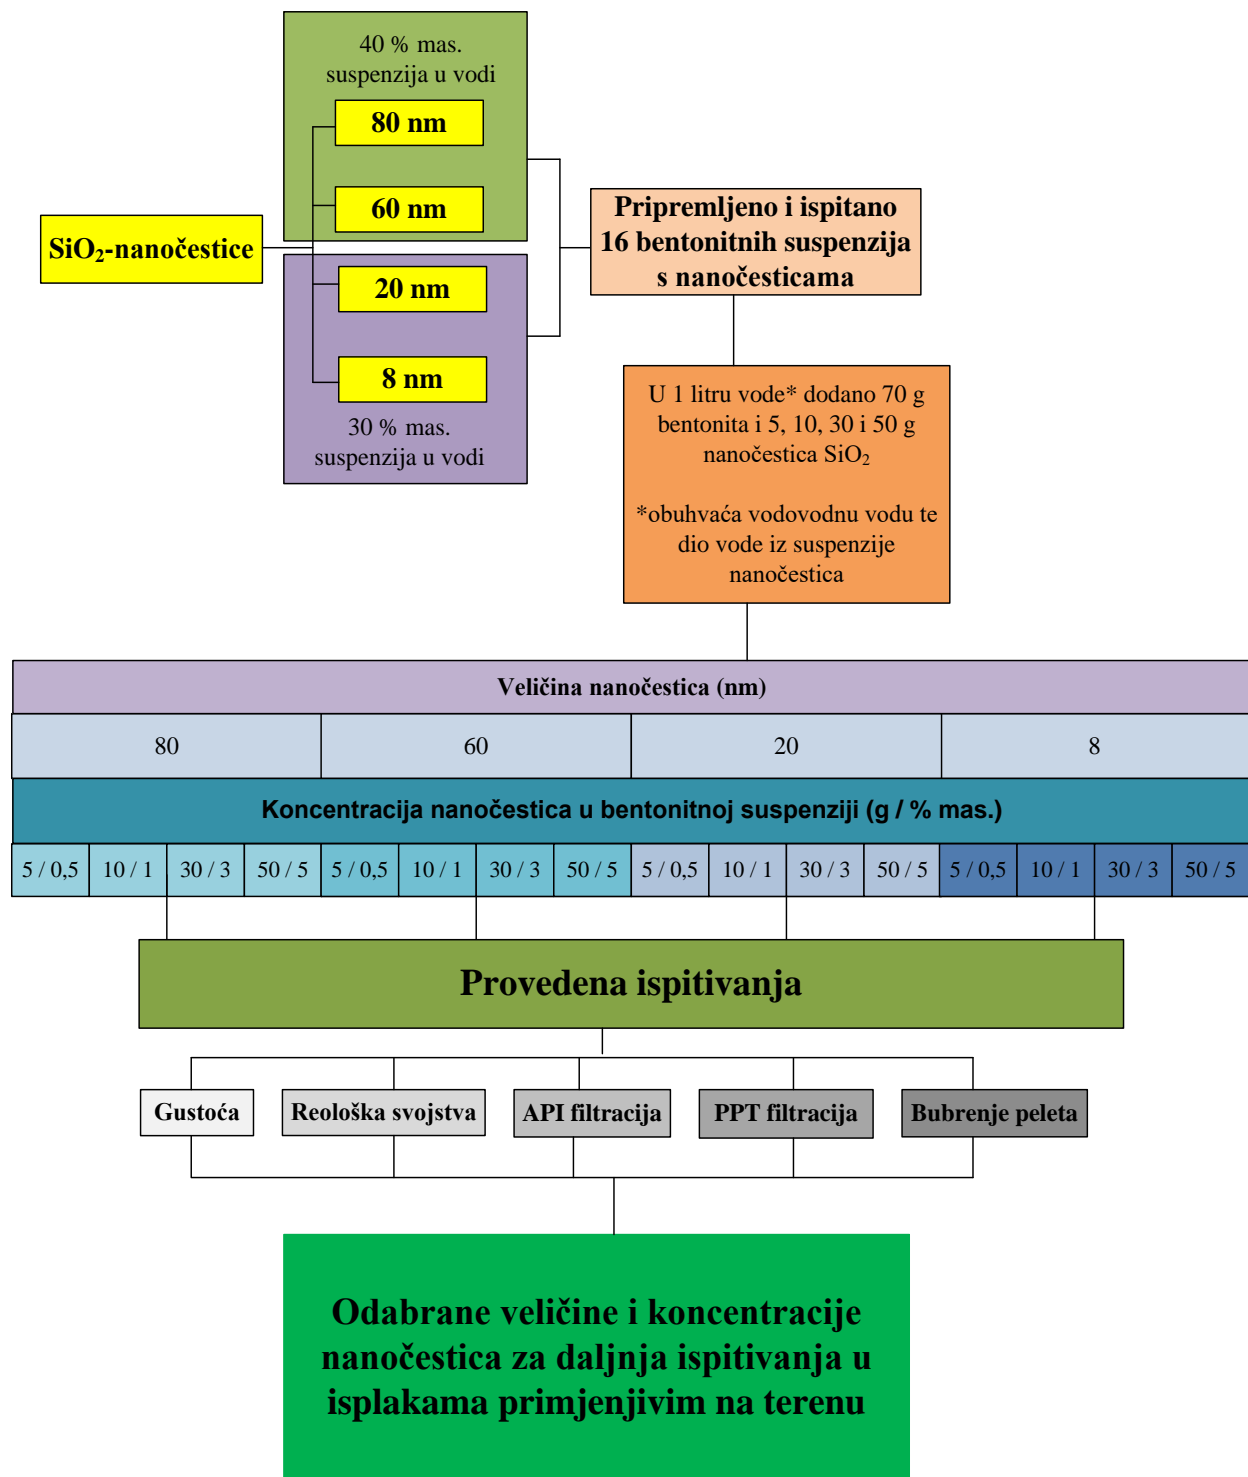 40 % mas.
suspenzija u vodi
80 nm
60 nm
SiO₂-nanočestice
20 nm
8 nm
30 % mas.
suspenzija u vodi
Pripremljeno i ispitano
16 bentonitnih suspenzija
s nanočesticama
U 1 litru vode* dodano 70 g
bentonita i 5, 10, 30 i 50 g
nanočestica SiO₂
*obuhvaća vodovodnu vodu te
dio vode iz suspenzije
nanočestica
Veličina nanočestica (nm)
80 60 20 8
Koncentracija nanočestica u bentonitnoj suspenziji (g / % mas.)
5 / 0,5 10 / 1 30 / 3 50 / 5 5 / 0,5 10 / 1 30 / 3 50 / 5 5 / 0,5 10 / 1 30 / 3 50 / 5 5 / 0,5 10 / 1 30 / 3 50 / 5
Provedena ispitivanja
Gustoća Reološka svojstva API filtracija PPT filtracija Bubrenje peleta
Odabrane veličine i koncentracije
nanočestica za daljnja ispitivanja u
isplakama primjenjivim na terenu